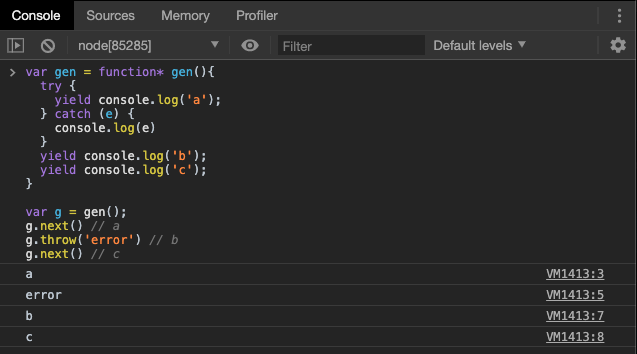 Console Sources Memory Profiler
node[85285] Filter Default levels
var gen = function* gen(){
try {
yield console.log('a');
} catch (e) {
console.log(e)
}
yield console.log('b');
yield console.log('c');
}
var g = gen();
g.next() // a
g.throw('error') // b
g.next() // c
a VM1413:3
error VM1413:5
b VM1413:7
c VM1413:8